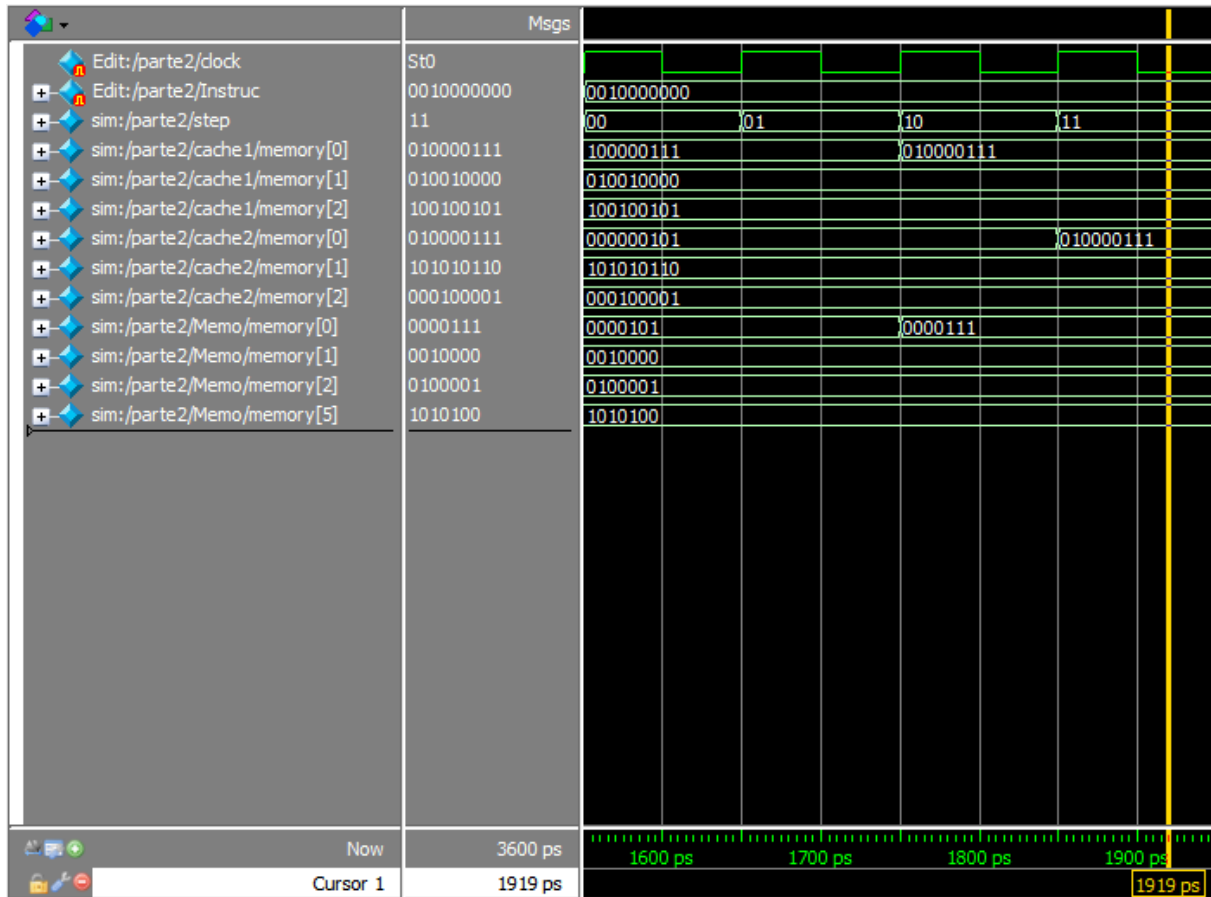 Msgs
Edit:/parte2/clock St0
Edit:/parte2/Instruc 0010000000 0010000000
sim:/parte2/step 11 00 01 10 11
sim:/parte2/cache1/memory[0] 010000111 100000111 010000111
sim:/parte2/cache1/memory[1] 010010000 010010000
sim:/parte2/cache1/memory[2] 100100101 100100101
sim:/parte2/cache2/memory[0] 010000111 000000101 010000111
sim:/parte2/cache2/memory[1] 101010110 101010110
sim:/parte2/cache2/memory[2] 000100001 000100001
sim:/parte2/Memo/memory[0] 0000111 0000101 0000111
sim:/parte2/Memo/memory[1] 0010000 0010000
sim:/parte2/Memo/memory[2] 0100001 0100001
sim:/parte2/Memo/memory[5] 1010100 1010100
Now 3600 ps 1600 ps 1700 ps 1800 ps 1900 ps
Cursor 1 1919 ps 1919 ps